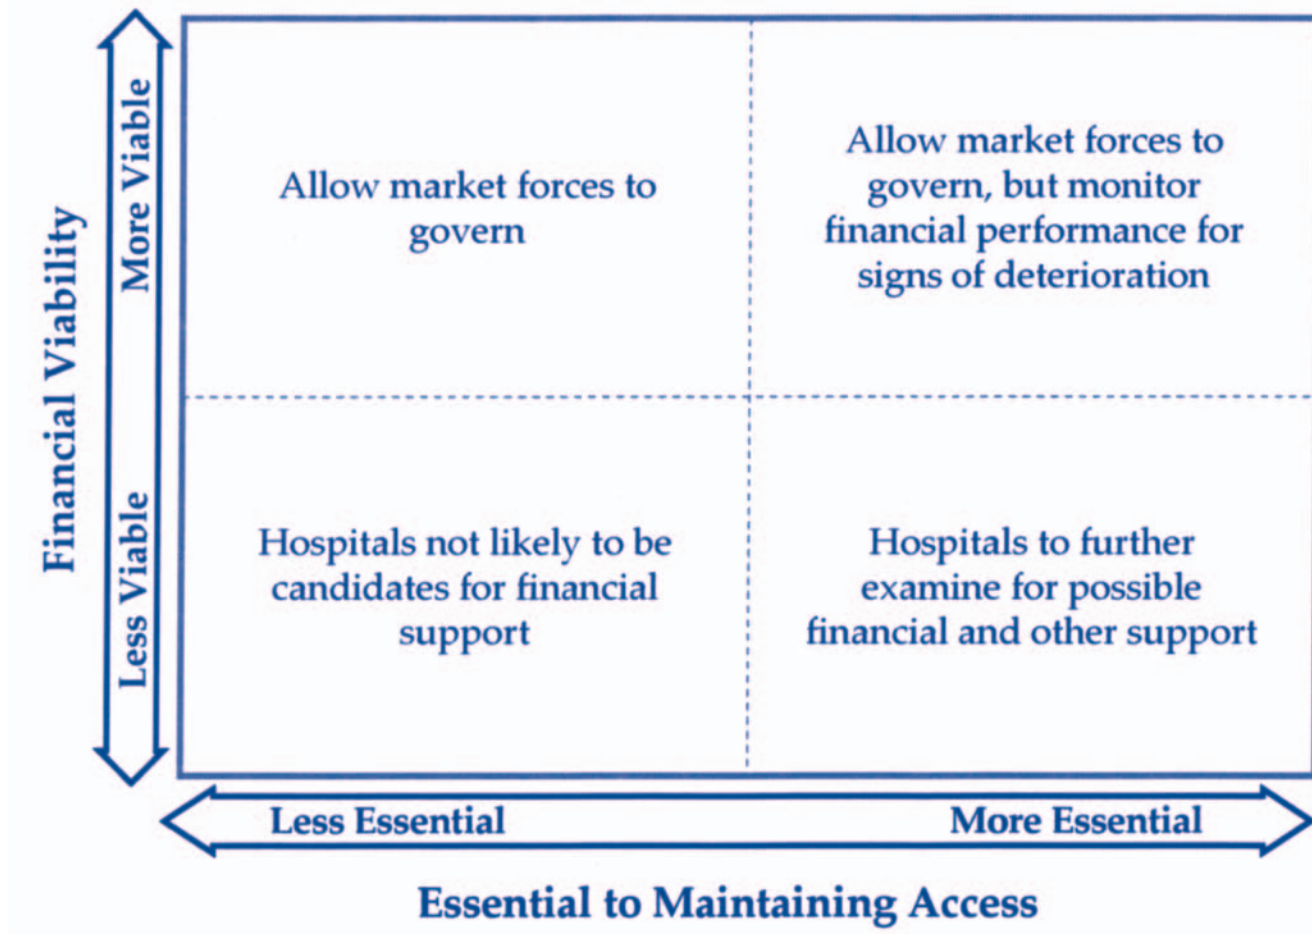 Financial Viability
More Viable
Less Viable
Allow market forces to
govern
Allow market forces to
govern, but monitor
financial performance for
signs of deterioration
Hospitals not likely to be
candidates for financial
support
Hospitals to further
examine for possible
financial and other support
Less Essential
More Essential
Essential to Maintaining Access